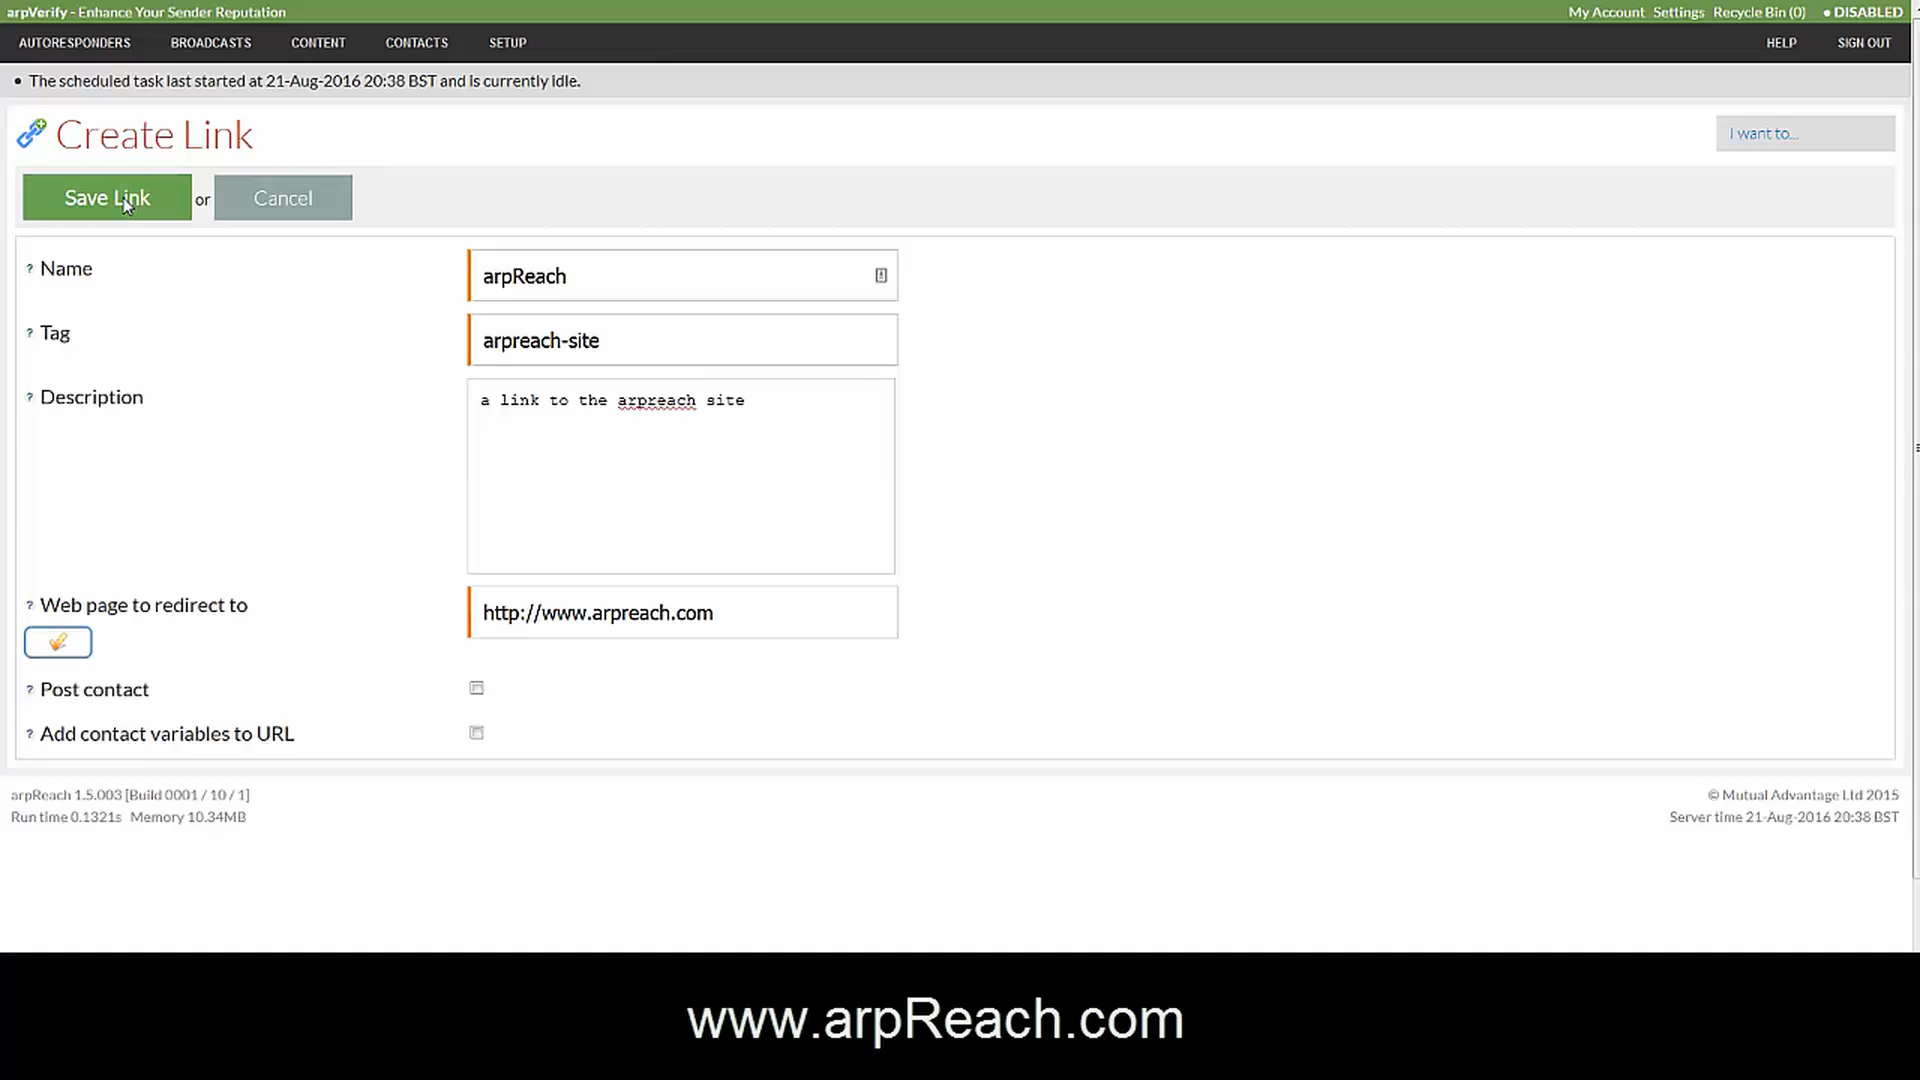 arpVerify - Enhance Your Sender Reputation
My Account Settings Recycle Bin (0) • DISABLED
AUTORESPONDERS BROADCASTS CONTENT CONTACTS SETUP HELP SIGN OUT
• The scheduled task last started at 21-Aug-2016 20:38 BST and is currently idle.
Create Link
I want to...
Save Link or Cancel
? Name
arpReach
? Tag
arpreach-site
? Description
a link to the arpreach site
? Web page to redirect to
http://www.arpreach.com
? Post contact
? Add contact variables to URL
arpReach 1.5.003 [Build 0001 / 10 / 1]
© Mutual Advantage Ltd 2015
Run time 0.1321s Memory 10.34MB
Server time 21-Aug-2016 20:38 BST
www.arpReach.com